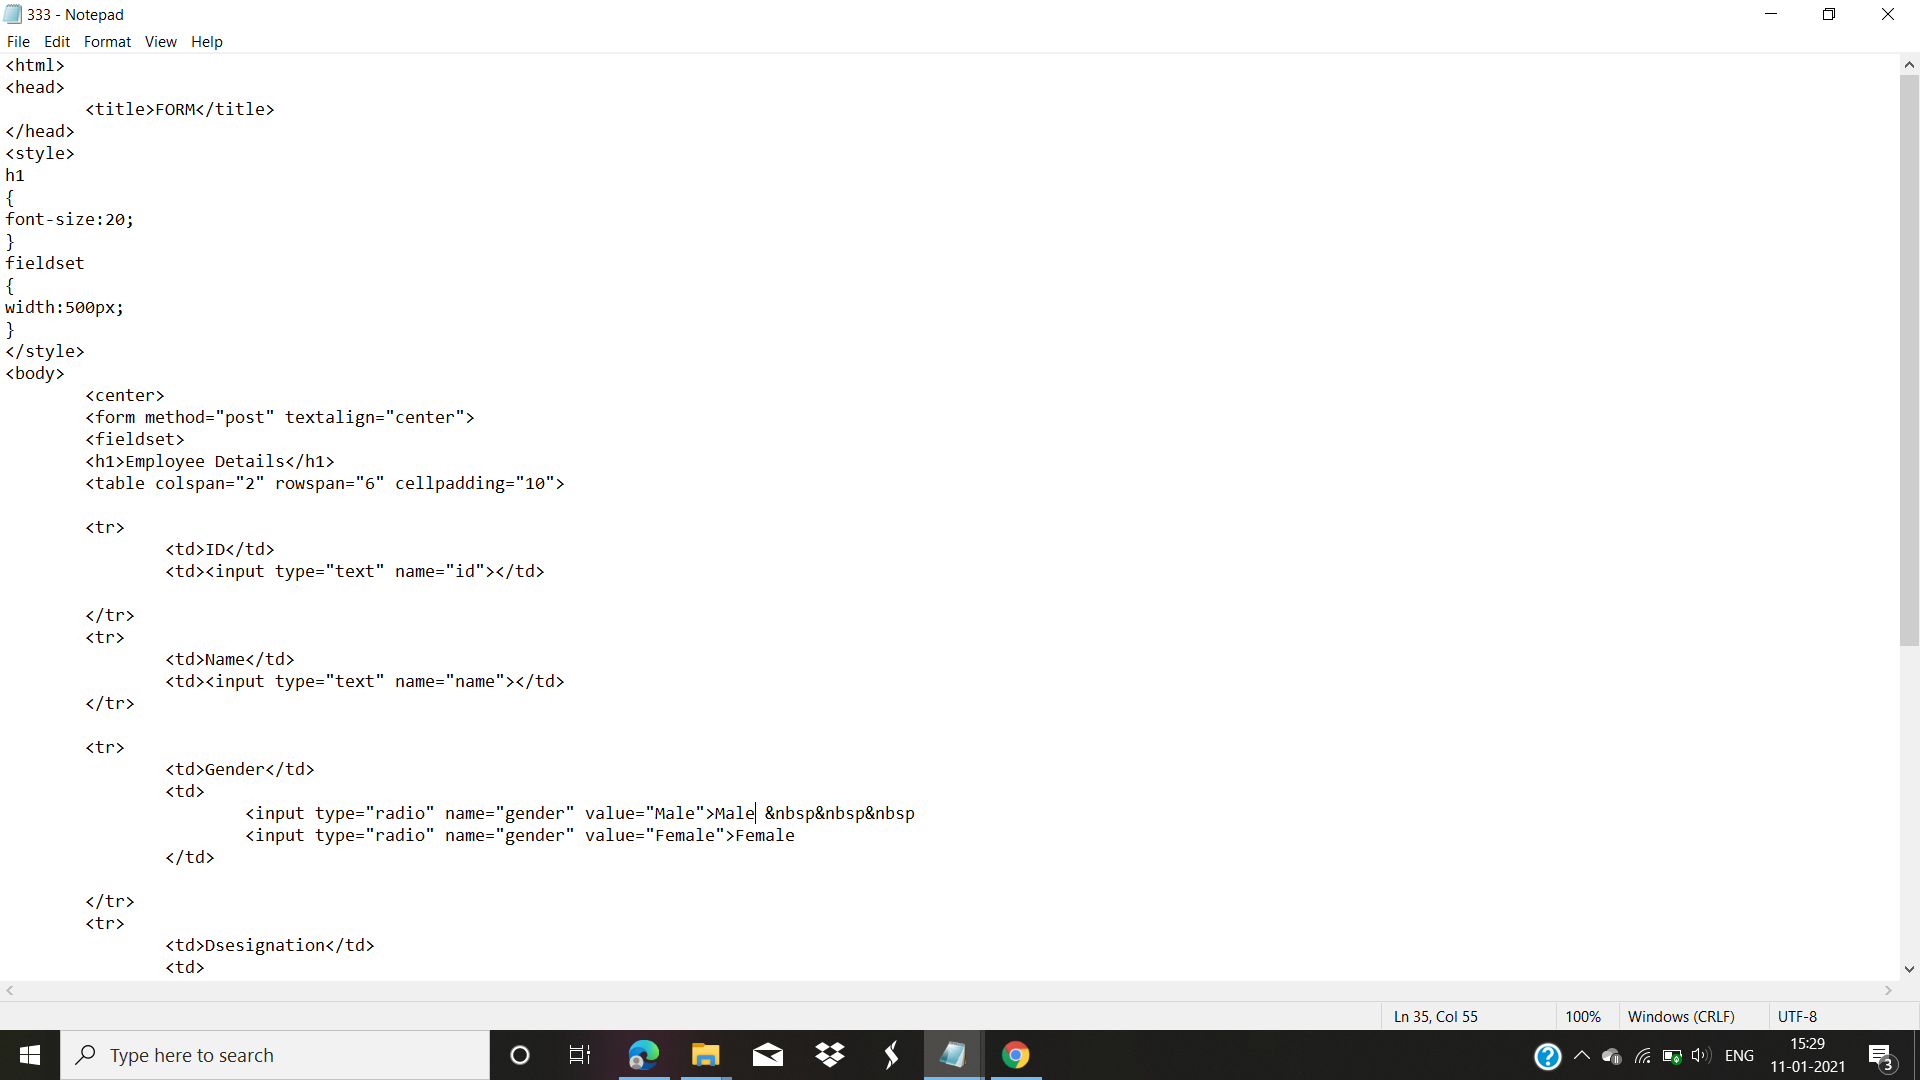 333 - Notepad
File Edit Format View Help
<html>
<head>
<title>FORM</title>
</head>
<style>
h1
{
font-size:20;
}
fieldset
{
width:500px;
}
</style>
<body>
<center>
<form method="post" textalign="center">
<fieldset>
<h1>Employee Details</h1>
<table colspan="2" rowspan="6" cellpadding="10">
<tr>
<td>ID</td>
<td><input type="text" name="id"></td>
</tr>
<tr>
<td>Name</td>
<td><input type="text" name="name"></td>
</tr>
<tr>
<td>Gender</td>
<td>
<input type="radio" name="gender" value="Male">Male &nbsp&nbsp&nbsp
<input type="radio" name="gender" value="Female">Female
</td>
</tr>
<tr>
<td>Dsesignation</td>
<td>
Ln 35, Col 55 100% Windows (CRLF) UTF-8
Type here to search
ENG
15:29
11-01-2021
3